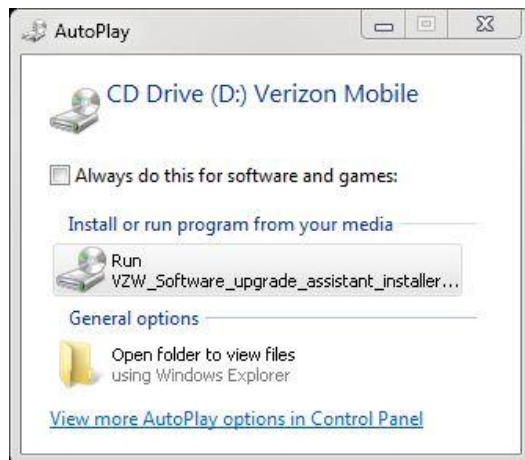 AutoPlay
CD Drive (D:) Verizon Mobile
Always do this for software and games:
Install or run program from your media
Run
VZW_Software_upgrade_assistant_installer...
General options
Open folder to view files
using Windows Explorer
View more AutoPlay options in Control Panel